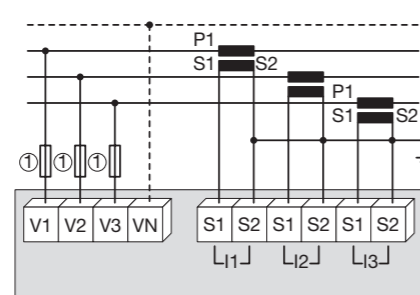 P1
S1 S2
P1
S1 S2
① ① ①
V1 V2 V3 VN S1 S2 S1 S2 S1 S2
I1 I2 I3